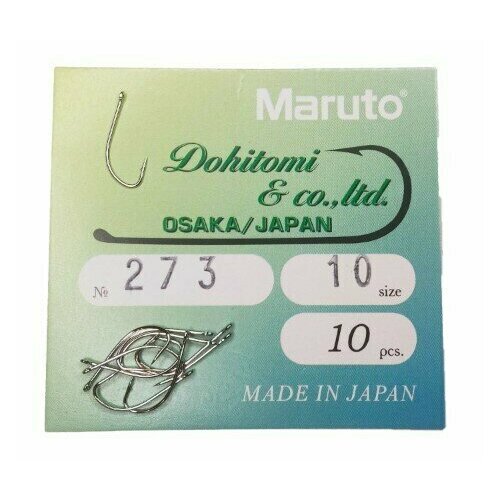 Maruto®
Dohitomi
& co.,ltd.
OSAKA/JAPAN
№ 273
10 size
10 pcs.
MADE IN JAPAN